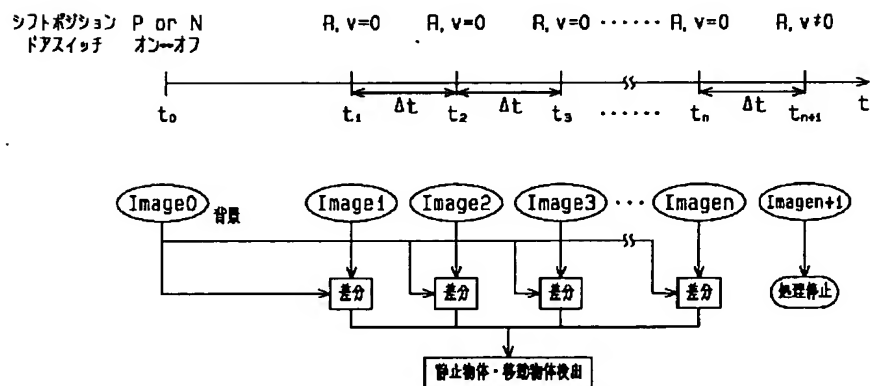 シフトポジション P or N R, v=0 R, v=0 R, v=0 ······ R, v=0 R, v≠0
ドアスイッチ オン→オフ
t₀ t₁ Δt t₂ Δt t₃ ······ tₙ Δt tₙ₊₁ t
Image0 背景 Image1 Image2 Image3 ··· Imagen Imagen+1
差分 差分 差分 差分 処理停止
静止物体・移動物体検出